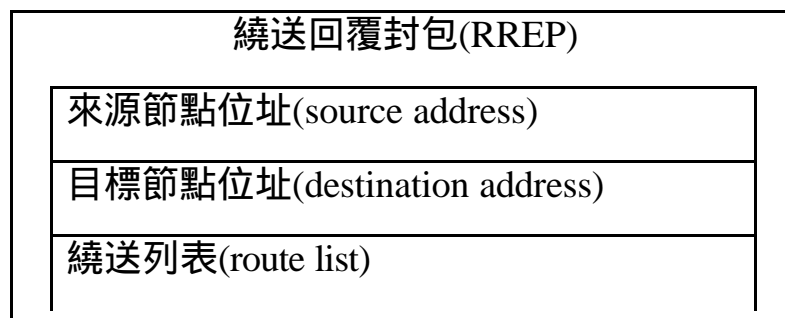 繞送回覆封包(RREP)
來源節點位址(source address)
目標節點位址(destination address)
繞送列表(route list)